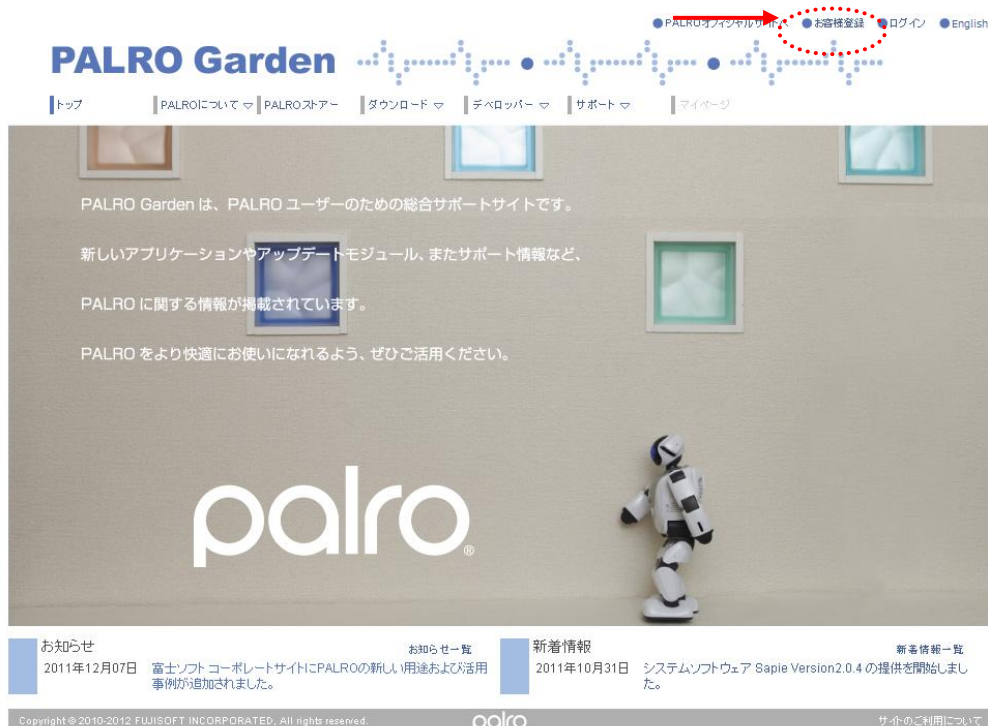 PALROオフィシャルサイトへ ●お客様登録 ●ログイン ●English
PALRO Garden
トップ PALROについて ▽ PALROストアー ダウンロード ▽ デベロッパー ▽ サポート ▽ マイページ
PALRO Garden は、PALRO ユーザーのための総合サポートサイトです。
新しいアプリケーションやアップデートモジュール、またサポート情報など、
PALRO に関する情報が掲載されています。
PALRO をより快適にお使いになれるよう、ぜひご活用ください。
palro®
お知らせ お知らせ一覧
2011年12月07日 富士ソフト コーポレートサイトにPALROの新しい用途および活用
事例が追加されました。
新着情報 新着情報一覧
2011年10月31日 システムソフトウェア Sapie Version2.0.4 の提供を開始しまし
た。
Copyright © 2010-2012 FUJISOFT INCORPORATED, All rights reserved. palro サイトのご利用について